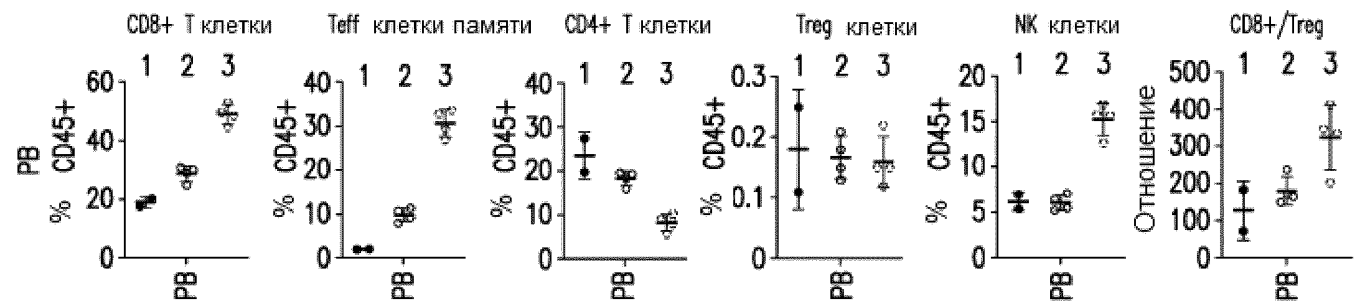 CD8+ T клетки
1 2 3
PB
% CD45+
60
40
20
0
PB
Teff клетки памяти
1 2 3
% CD45+
40
30
20
10
0
PB
CD4+ T клетки
1 2 3
% CD45+
40
30
20
10
0
PB
Treg клетки
1 2 3
% CD45+
0.3
0.2
0.1
0
PB
NK клетки
1 2 3
% CD45+
20
15
10
5
0
PB
CD8+/Treg
1 2 3
Отношение
500
400
300
200
100
0
PB